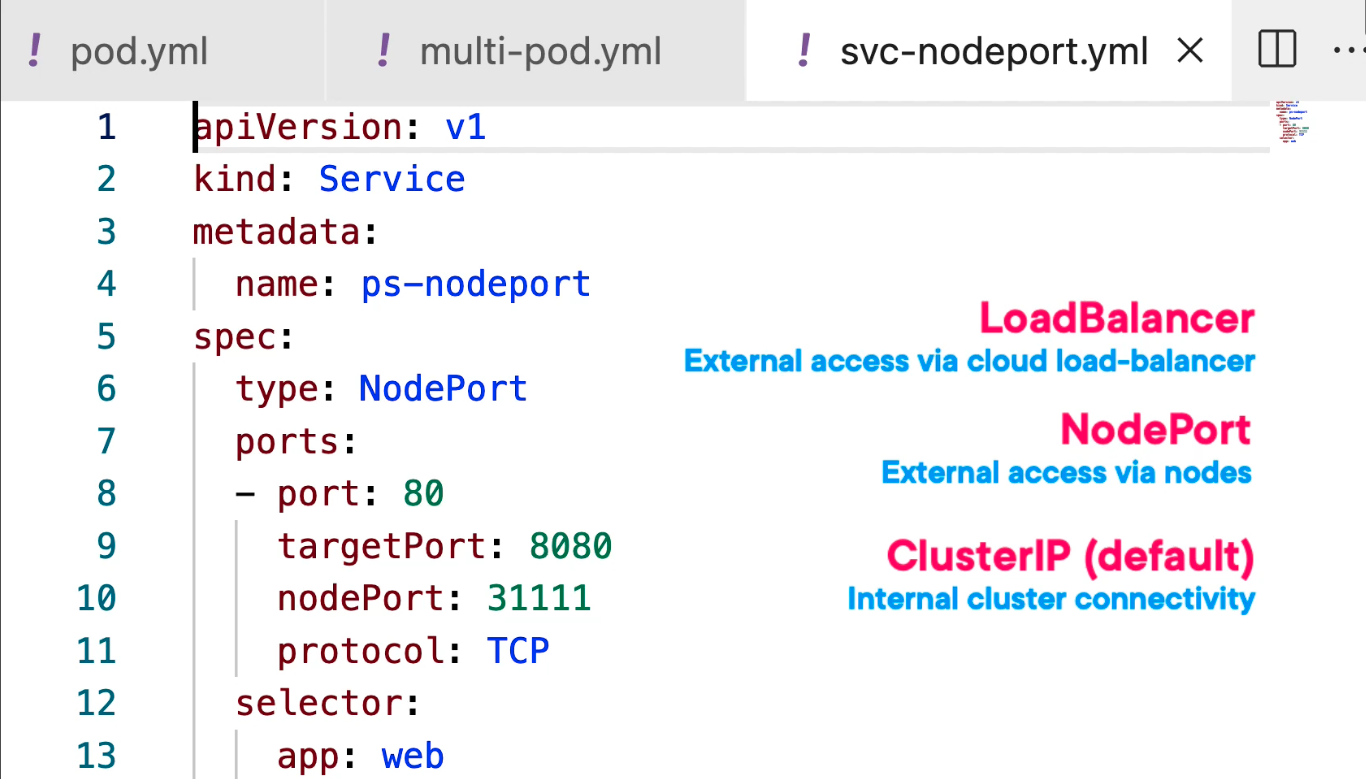 pod.yml
multi-pod.yml
svc-nodeport.yml
1 apiVersion: v1
2 kind: Service
3 metadata:
4 name: ps-nodeport
5 spec:
6 type: NodePort
7 ports:
8 - port: 80
9 targetPort: 8080
10 nodePort: 31111
11 protocol: TCP
12 selector:
13 app: web
LoadBalancer
External access via cloud load-balancer
NodePort
External access via nodes
ClusterIP (default)
Internal cluster connectivity